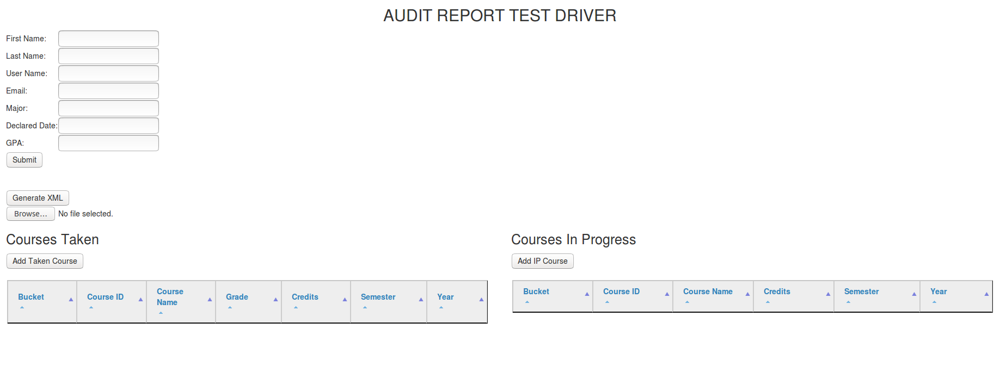 AUDIT REPORT TEST DRIVER
First Name:
Last Name:
User Name:
Email:
Major:
Declared Date:
GPA:
Submit
Generate XML
Browse... No file selected.
Courses Taken
Add Taken Course
Bucket Course ID Course Name Grade Credits Semester Year
Courses In Progress
Add IP Course
Bucket Course ID Course Name Credits Semester Year